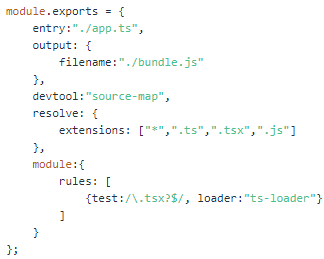 module.exports = {
    entry:"./app.ts",
    output: {
        filename:"./bundle.js"
    },
    devtool:"source-map",
    resolve: {
        extensions: ["*",".ts",".tsx",".js"]
    },
    module:{
        rules: [
            {test:/\.tsx?$/, loader:"ts-loader"}
        ]
    }
};